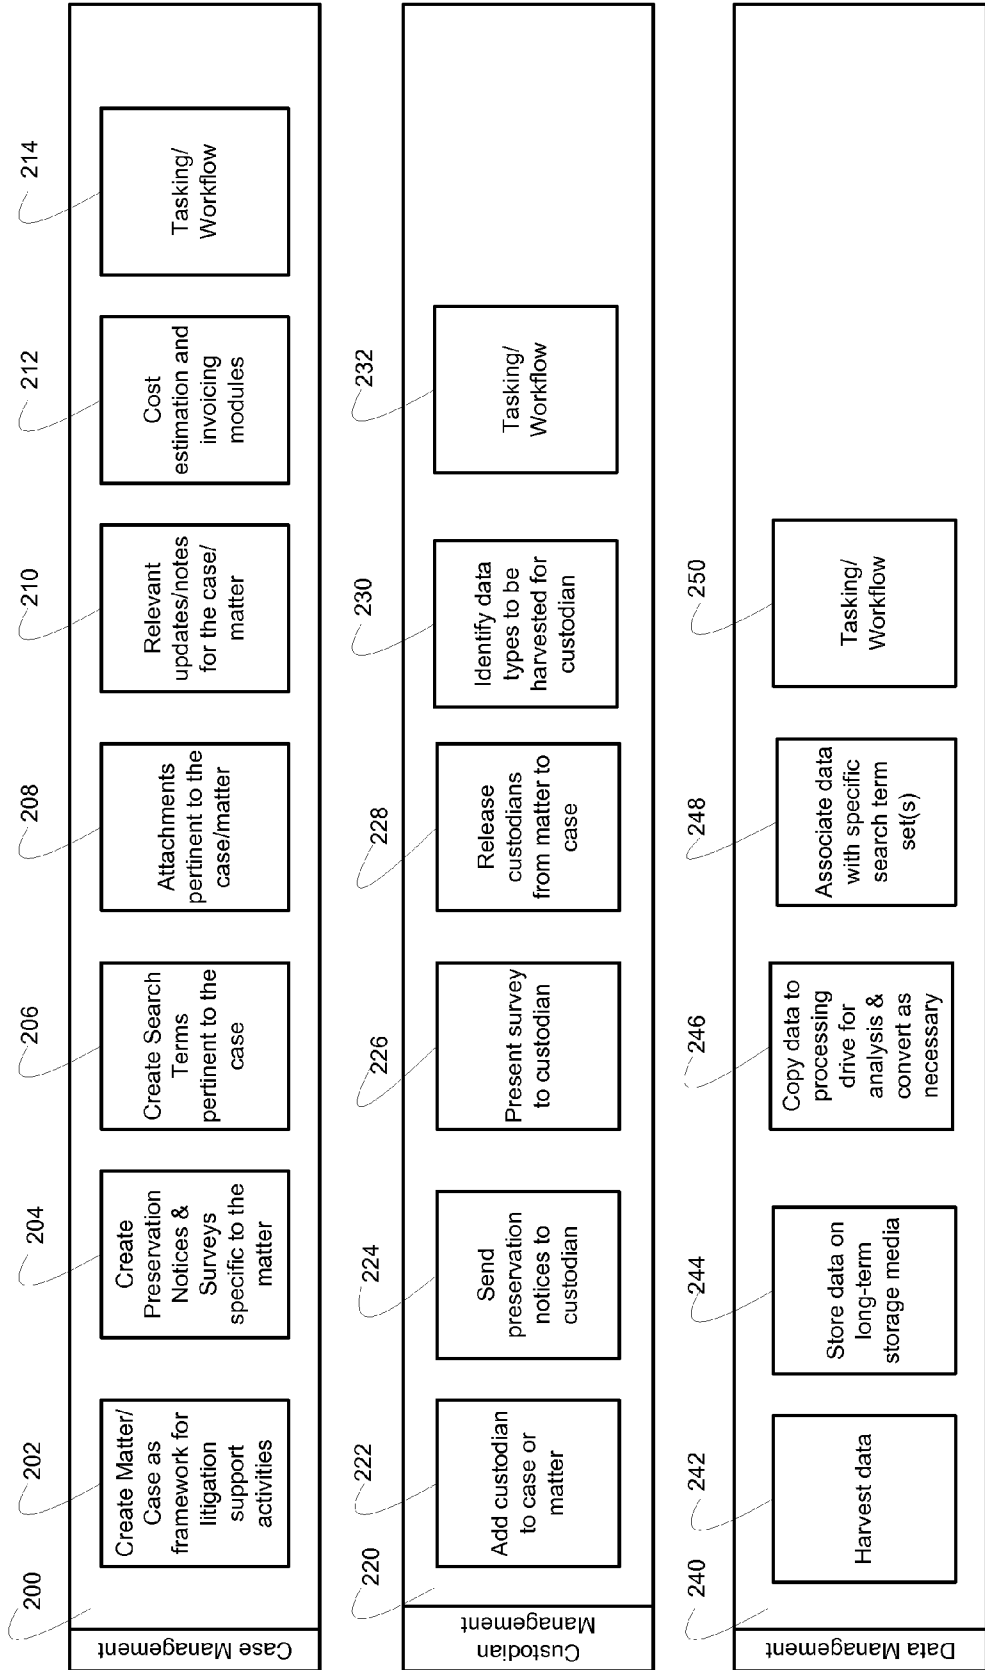 200
202
204
206
208
210
212
214
Case Management
Create Matter/
Case as
framework for
litigation
support
activities
Create
Preservation
Notices &
Surveys
specific to the
matter
Create Search
Terms
pertinent to the
case
Attachments
pertinent to the
case/matter
Relevant
updates/notes
for the case/
matter
Cost
estimation and
invoicing
modules
Tasking/
Workflow
220
222
224
226
228
230
232
Custodian
Management
Add custodian
to case or
matter
Send
preservation
notices to
custodian
Present survey
to custodian
Release
custodians
from matter to
case
Identify data
types to be
harvested for
custodian
Tasking/
Workflow
240
242
244
246
248
250
Data Management
Harvest data
Store data on
long-term
storage media
Copy data to
processing
drive for
analysis &
convert as
necessary
Associate data
with specific
search term
set(s)
Tasking/
Workflow